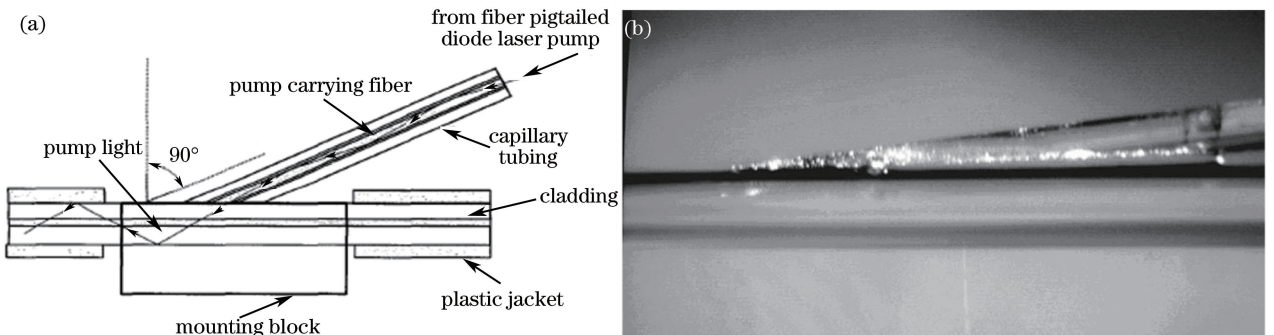 (a)
from fiber pigtailed
diode laser pump
pump carrying fiber
capillary
tubing
pump light
90°
cladding
plastic jacket
mounting block
(b)